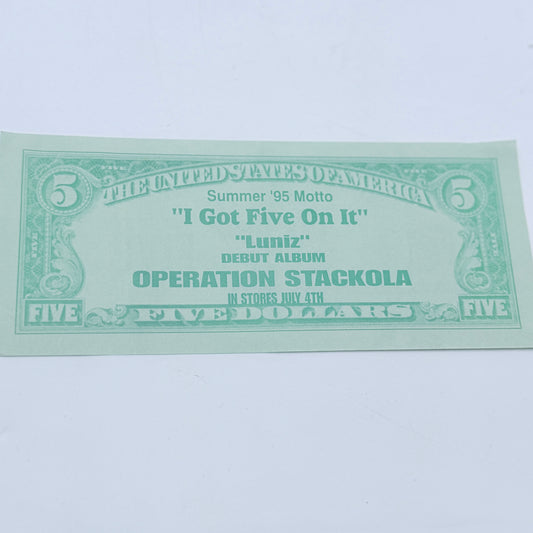 5 THE UNITED STATES OF AMERICA 5
Summer '95 Motto
"I Got Five On It"
"Luniz"
DEBUT ALBUM
OPERATION STACKOLA
IN STORES JULY 4TH
FIVE FIVE DOLLARS FIVE